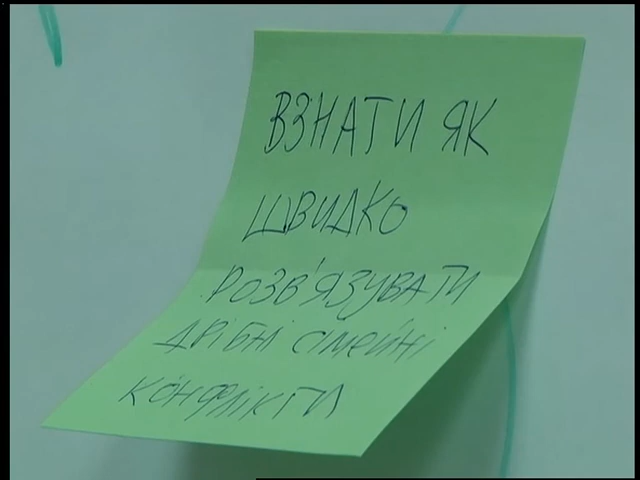 ВЗНАТИ ЯК
ШВИДКО
РОЗВ'ЯЗУВАТИ
ДРІБНІ СІМЕЙНІ
КОНФЛІКТИ